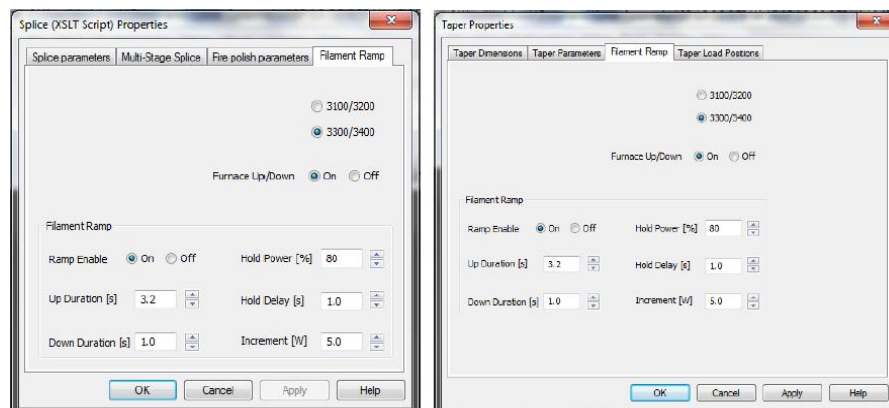 Splice (XSLT Script) Properties
Splice parameters Multi-Stage Splice Fire polish parameters Filament Ramp
3100/3200
3300/3400
Furnace Up/Down On Off
Filament Ramp
Ramp Enable On Off Hold Power [%] 80
Up Duration [s] 3.2 Hold Delay [s] 1.0
Down Duration [s] 1.0 Increment [W] 5.0
OK Cancel Apply Help
Taper Properties
Taper Dimensions Taper Parameters Filament Ramp Taper Load Positions
3100/3200
3300/3400
Furnace Up/Down On Off
Filament Ramp
Ramp Enable On Off Hold Power [%] 80
Up Duration [s] 3.2 Hold Delay [s] 1.0
Down Duration [s] 1.0 Increment [W] 5.0
OK Cancel Apply Help